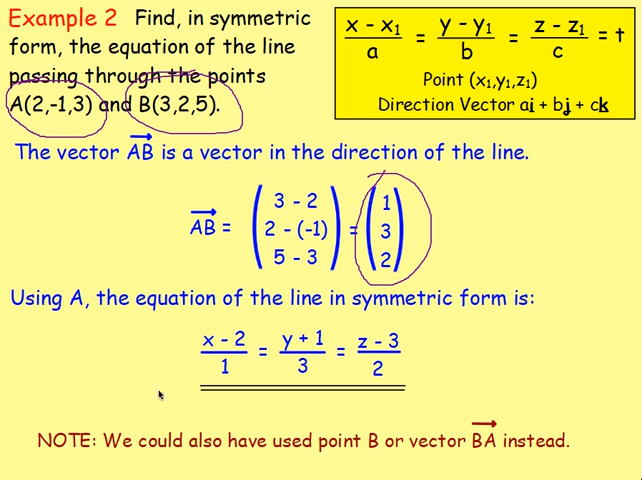 Example 2 Find, in symmetric
form, the equation of the line
passing through the points
A(2,-1,3) and B(3,2,5).
x - x₁ / a = y - y₁ / b = z - z₁ / c = t
Point (x₁,y₁,z₁)
Direction Vector ai + bj + ck
The vector AB is a vector in the direction of the line.
AB = ( 3 - 2
2 - (-1)
5 - 3 ) = ( 1
3
2 )
Using A, the equation of the line in symmetric form is:
x - 2 / 1 = y + 1 / 3 = z - 3 / 2
NOTE: We could also have used point B or vector BA instead.